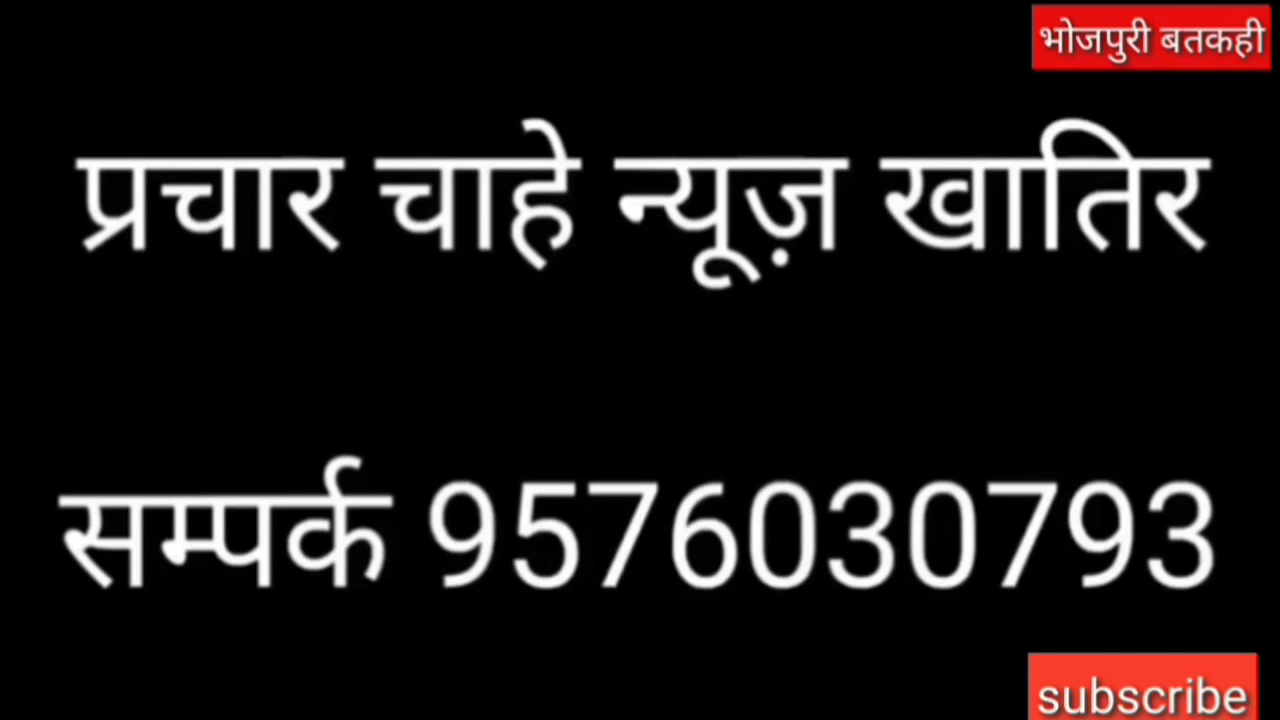 भोजपुरी बतकही
प्रचार चाहे न्यूज़ खातिर
सम्पर्क 9576030793
subscribe